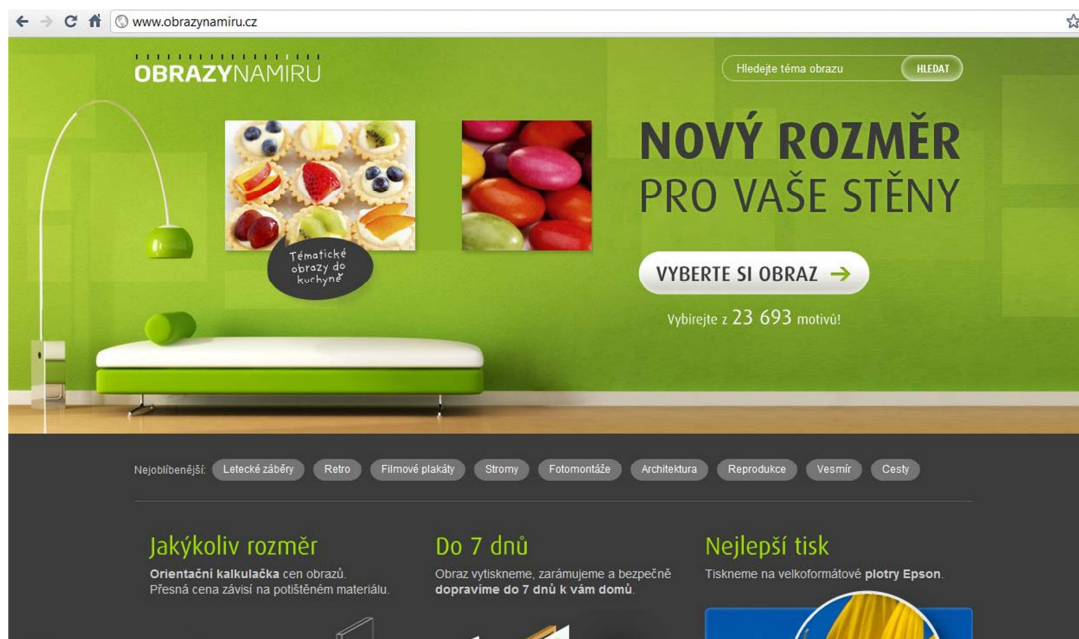 www.obrazynamiru.cz
OBRAZYNAMIRU
Hledejte téma obrazu
HLEDAT
NOVÝ ROZMĚR
PRO VAŠE STĚNY
Tématické
obrazy do
kuchyně
VYBERTE SI OBRAZ →
Vybírejte z 23 693 motivů!
Nejoblíbenější: Letecké záběry Retro Filmové plakáty Stromy Fotomontáže Architektura Reprodukce Vesmír Cesty
Jakýkoliv rozměr
Orientační kalkulačka cen obrazů.
Přesná cena závisí na potištěném materiálu.
Do 7 dnů
Obraz vytiskneme, zarámujeme a bezpečně
dopravíme do 7 dnů k vám domů.
Nejlepší tisk
Tiskneme na velkoformátové plotry Epson.